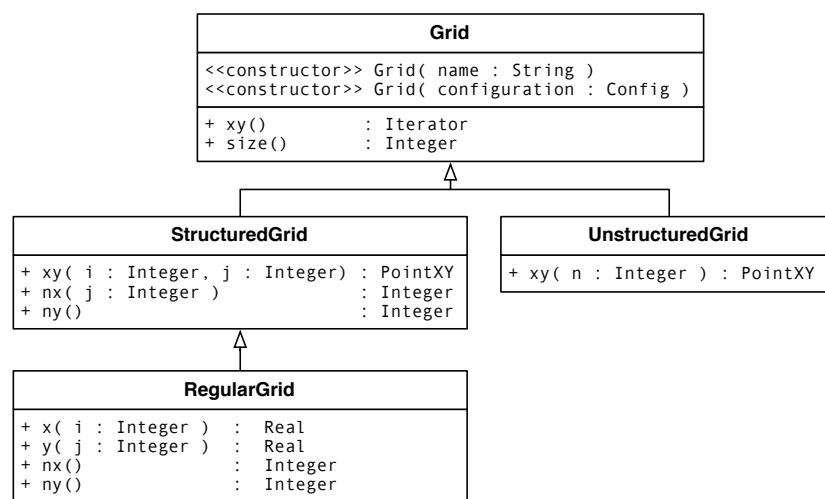 Grid
<<constructor>> Grid( name : String )
<<constructor>> Grid( configuration : Config )
+ xy() : Iterator
+ size() : Integer
StructuredGrid
+ xy( i : Integer, j : Integer) : PointXY
+ nx( j : Integer ) : Integer
+ ny() : Integer
UnstructuredGrid
+ xy( n : Integer ) : PointXY
RegularGrid
+ x( i : Integer ) : Real
+ y( j : Integer ) : Real
+ nx() : Integer
+ ny() : Integer